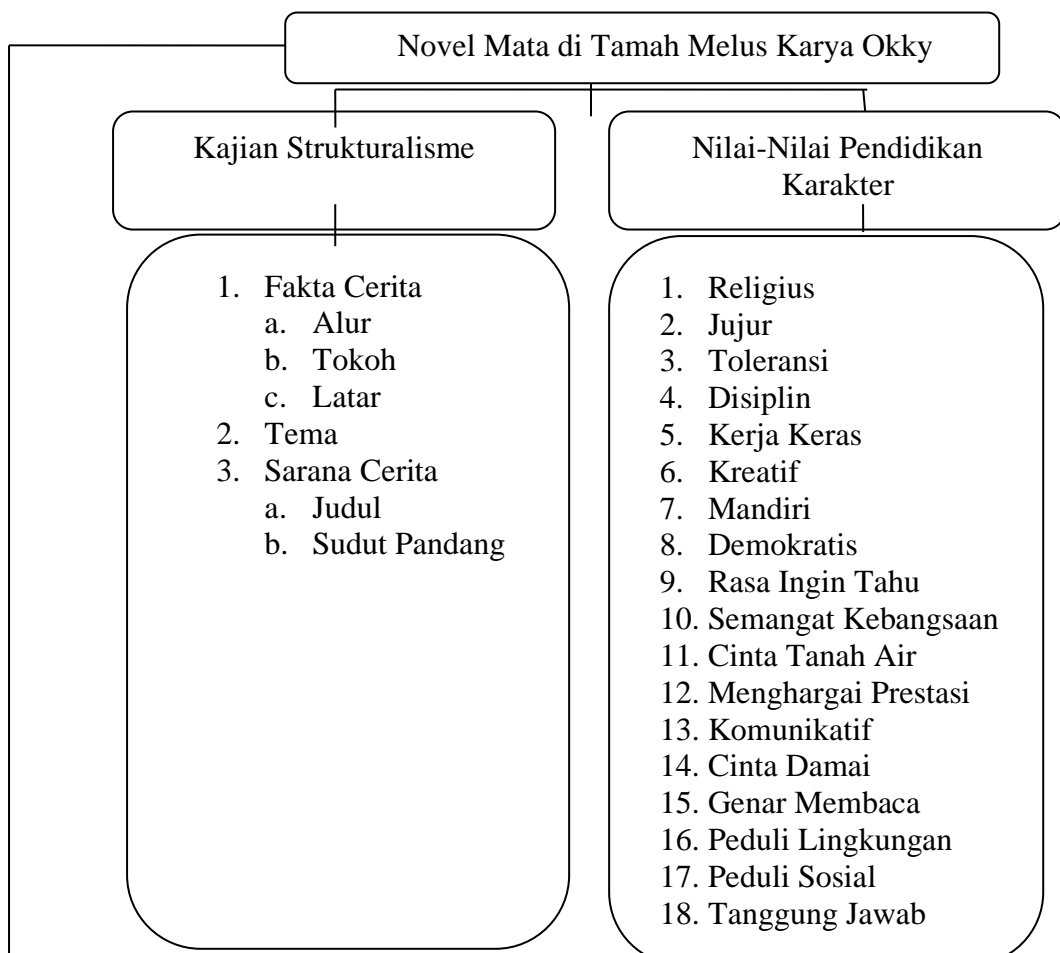 Novel Mata di Tamah Melus Karya Okky
Kajian Strukturalisme
Nilai-Nilai Pendidikan
Karakter
1. Fakta Cerita
a. Alur
b. Tokoh
c. Latar
2. Tema
3. Sarana Cerita
a. Judul
b. Sudut Pandang
1. Religius
2. Jujur
3. Toleransi
4. Disiplin
5. Kerja Keras
6. Kreatif
7. Mandiri
8. Demokratis
9. Rasa Ingin Tahu
10. Semangat Kebangsaan
11. Cinta Tanah Air
12. Menghargai Prestasi
13. Komunikatif
14. Cinta Damai
15. Genar Membaca
16. Peduli Lingkungan
17. Peduli Sosial
18. Tanggung Jawab